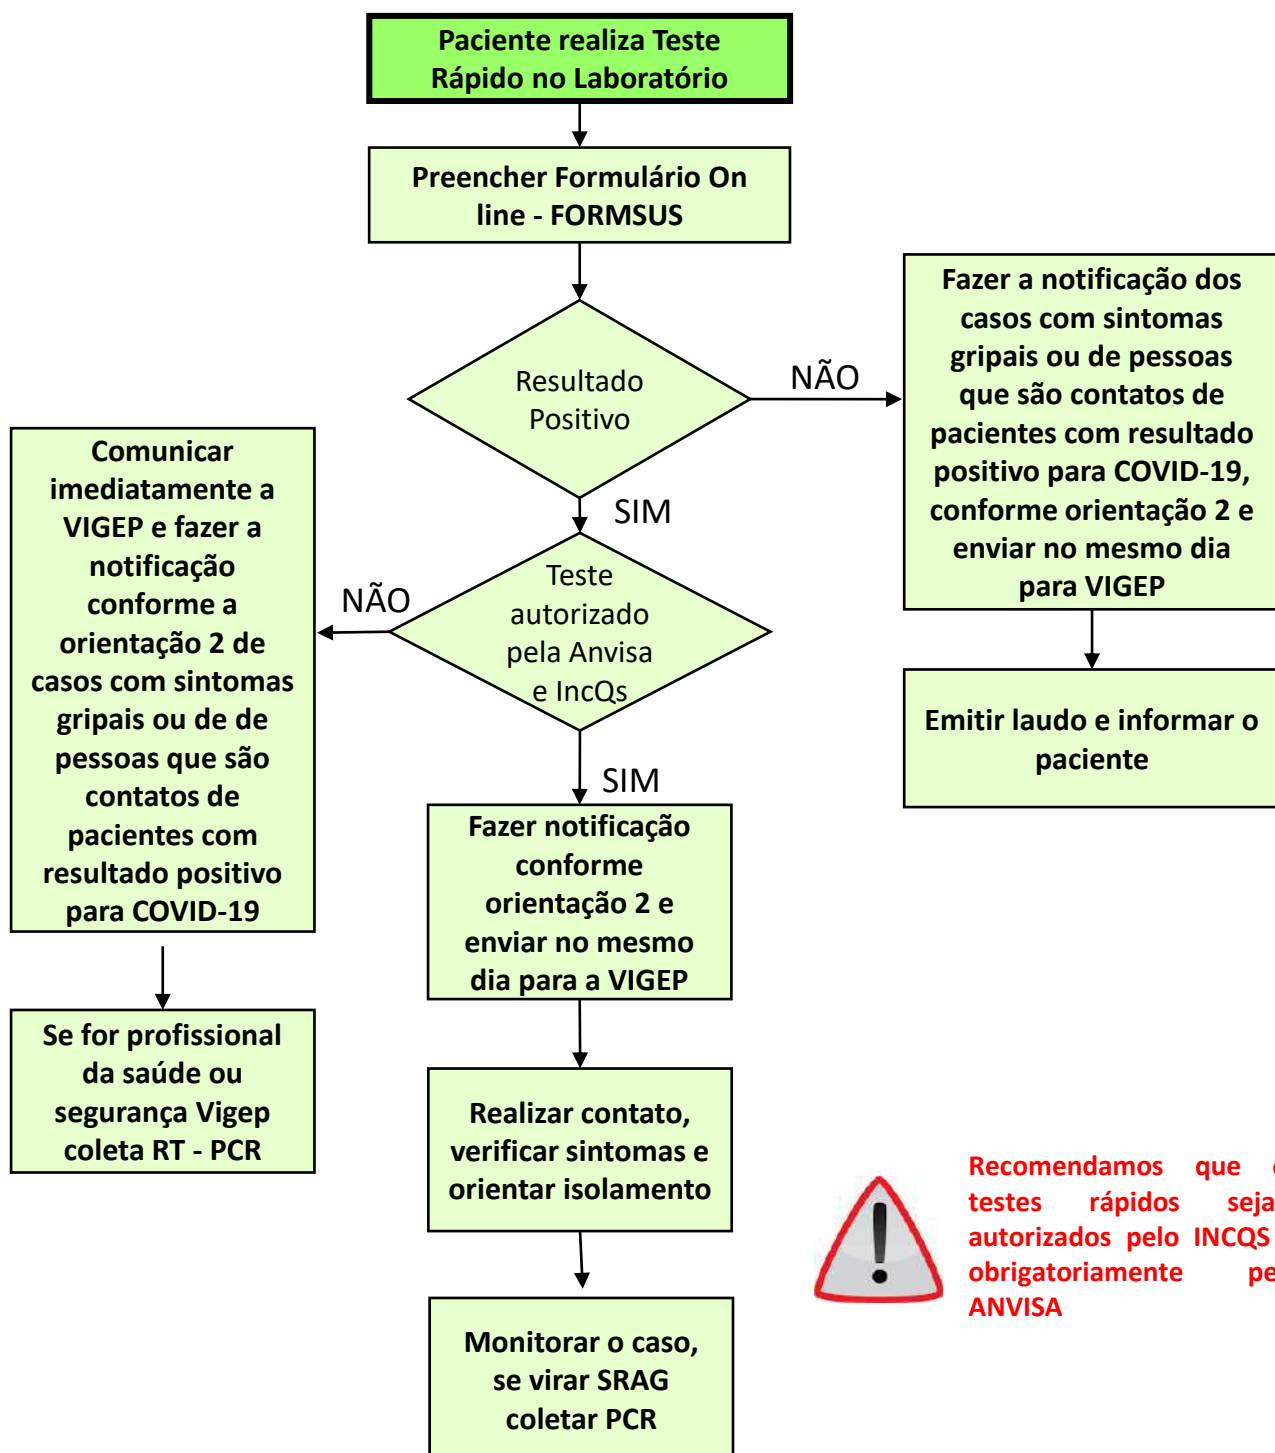 Paciente realiza Teste
Rápido no Laboratório
Preencher Formulário On
line - FORMSUS
Resultado
Positivo
NÃO
Fazer a notificação dos
casos com sintomas
gripais ou de pessoas
que são contatos de
pacientes com resultado
positivo para COVID-19,
conforme orientação 2 e
enviar no mesmo dia
para VIGEP
Emitir laudo e informar o
paciente
SIM
Teste
autorizado
pela Anvisa
e IncQs
NÃO
Comunicar
imediatamente a
VIGEP e fazer a
notificação
conforme a
orientação 2 de
casos com sintomas
gripais ou de de
pessoas que são
contatos de
pacientes com
resultado positivo
para COVID-19
Se for profissional
da saúde ou
segurança Vigep
coleta RT - PCR
SIM
Fazer notificação
conforme
orientação 2 e
enviar no mesmo
dia para a VIGEP
Realizar contato,
verificar sintomas e
orientar isolamento
Monitorar o caso,
se virar SRAG
coletar PCR
Recomendamos que
testes rápidos
autorizados pelo INCQS
obrigatoriamente
ANVISA